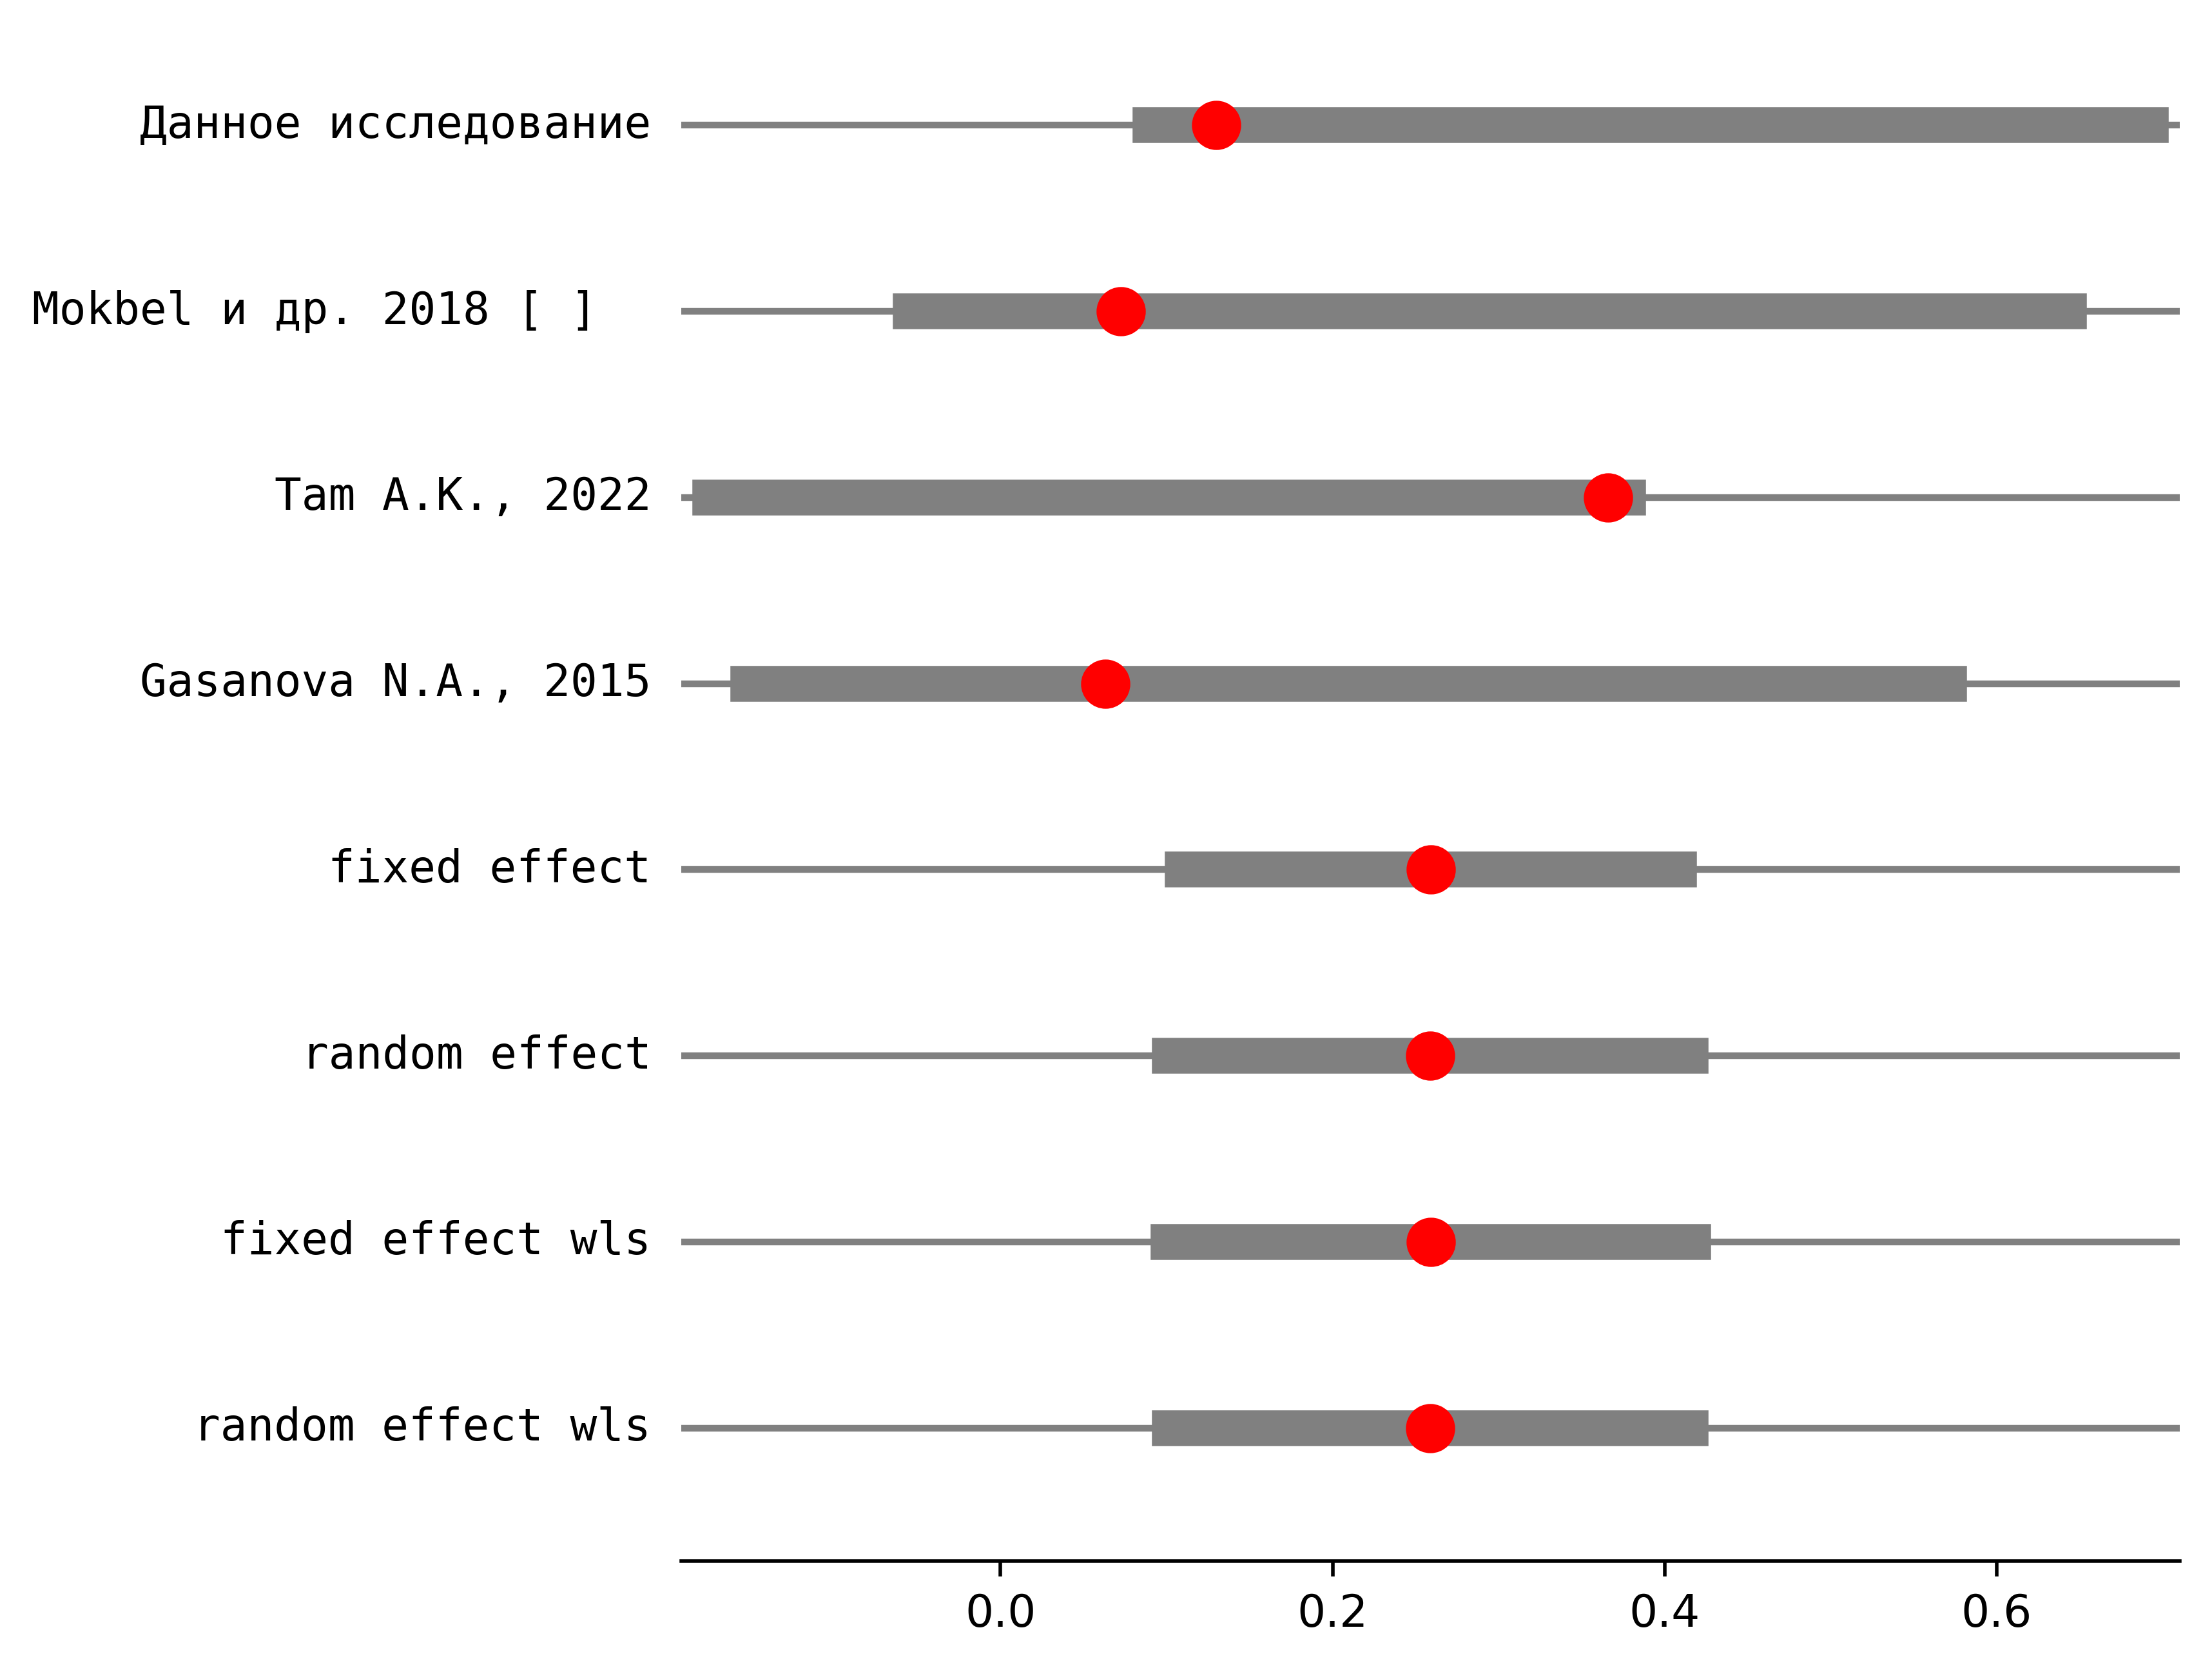 Данное исследование
Mokbel и др. 2018 [ ]
Tam A.K., 2022
Gasanova N.A., 2015
fixed effect
random effect
fixed effect wls
random effect wls
0.0 0.2 0.4 0.6